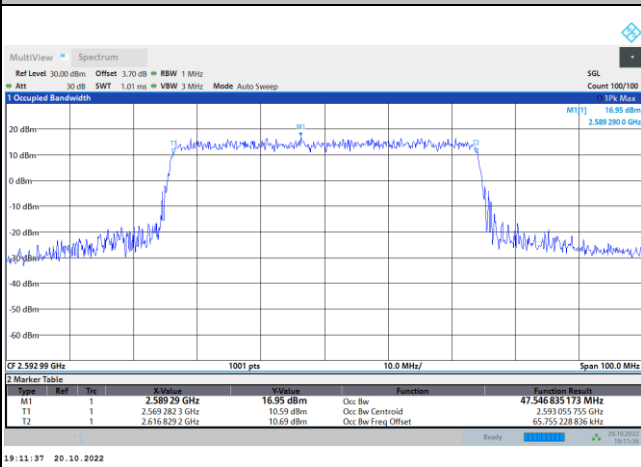 MultiView Spectrum
Ref Level 30.00 dBm Offset 3.70 dB RBW 1 MHz SGL
Att 30 dB SWT 1.01 ms VBW 3 MHz Mode Auto Sweep Count 100/100
1 Occupied Bandwidth 1Pk Max
M1[1] 16.95 dBm
2.589 290 0 GHz
20 dBm
M1
T1 T2
10 dBm
0 dBm
-10 dBm
-20 dBm
-30 dBm
-40 dBm
-50 dBm
-60 dBm
CF 2.592 99 GHz 1001 pts 10.0 MHz/ Span 100.0 MHz
2 Marker Table
Type Ref Trc X-Value Y-Value Function Function Result
M1 1 2.589 29 GHz 16.95 dBm Occ Bw 47.546 835 173 MHz
T1 1 2.569 282 3 GHz 10.59 dBm Occ Bw Centroid 2.593 055 755 GHz
T2 1 2.616 829 2 GHz 10.69 dBm Occ Bw Freq Offset 65.755 228 836 kHz
Ready 20.10.2022
19:11:36
19:11:37 20.10.2022